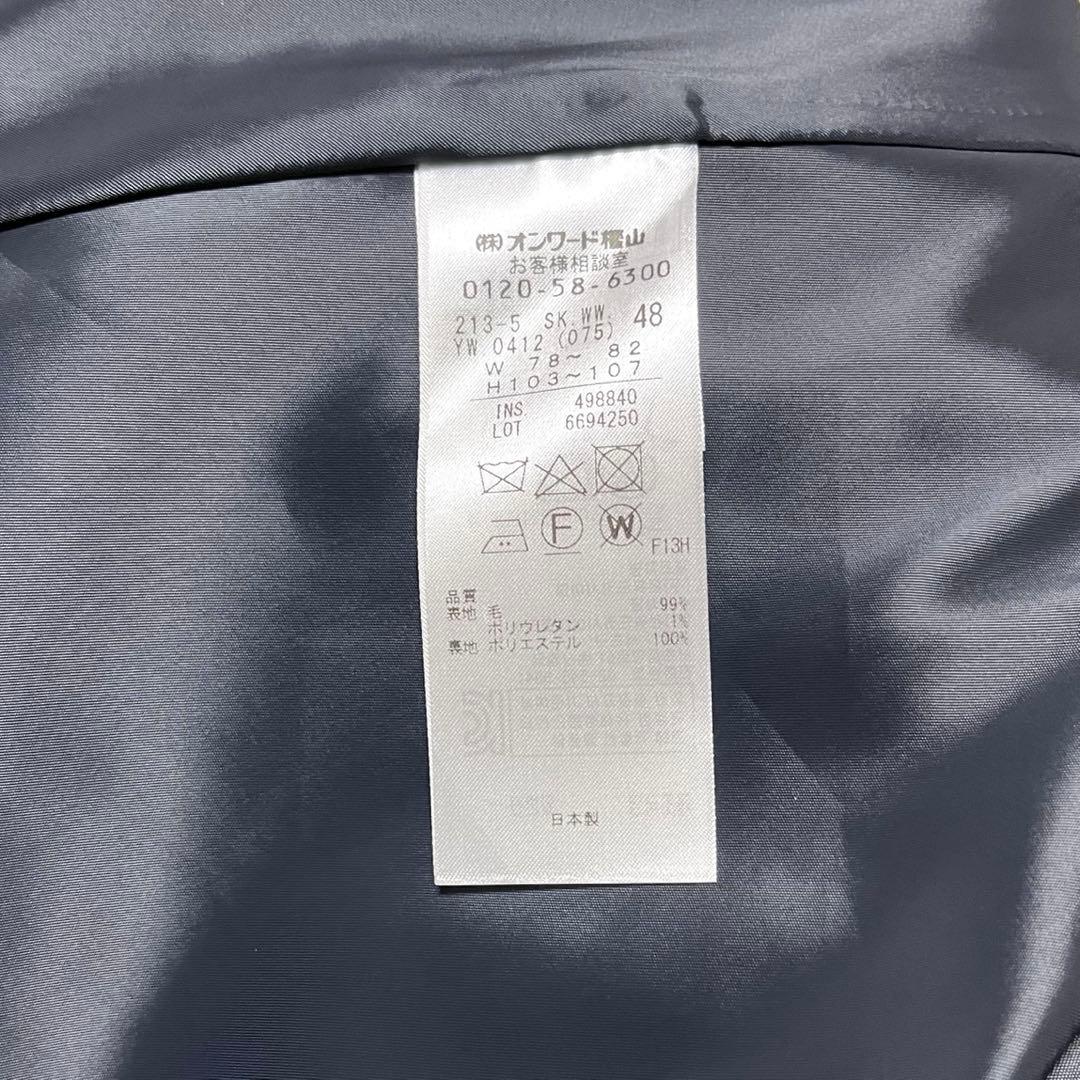 (株)オンワード樫山
お客様相談室
0120-58-6300
213-5 SK.WW. 48
YW 0412 (075)
W 78~ 82
H103~107
INS 498840
LOT 6694250
F
W
F13H
品質
表地 毛 99%
ポリウレタン 1%
裏地 ポリエステル 100%
日本製